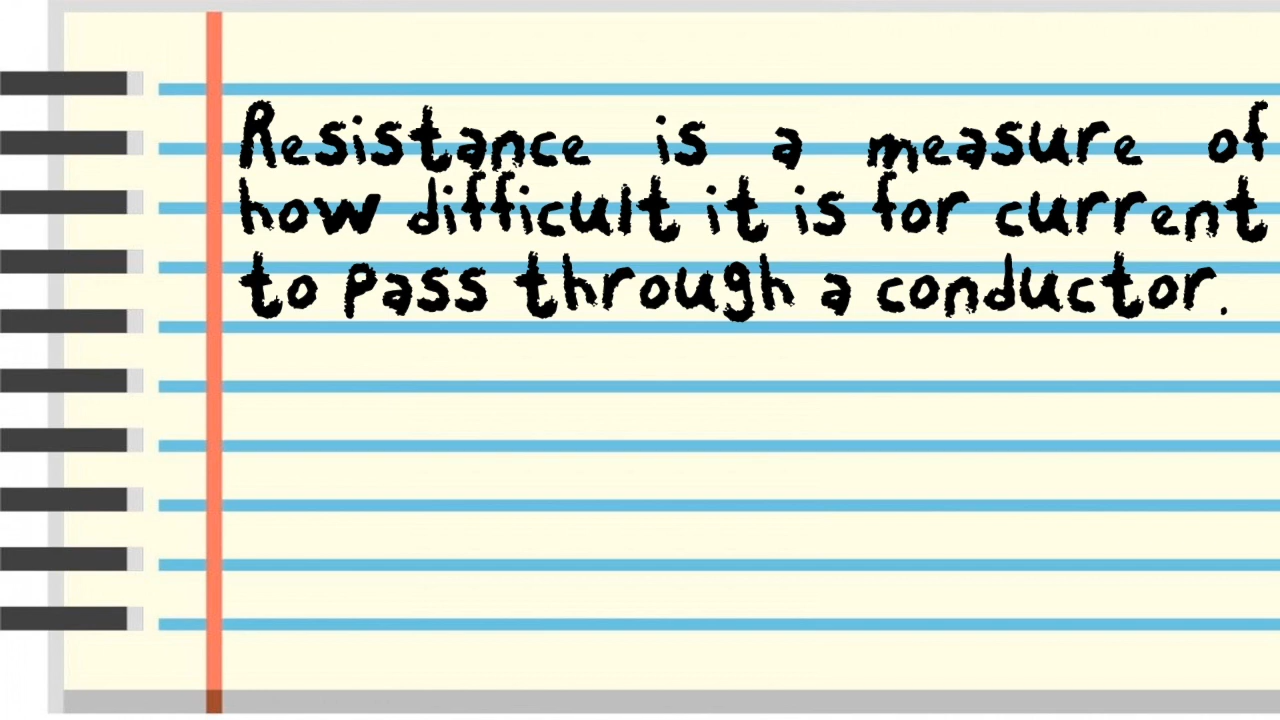 Resistance is a measure of
how difficult it is for current
to pass through a conductor.